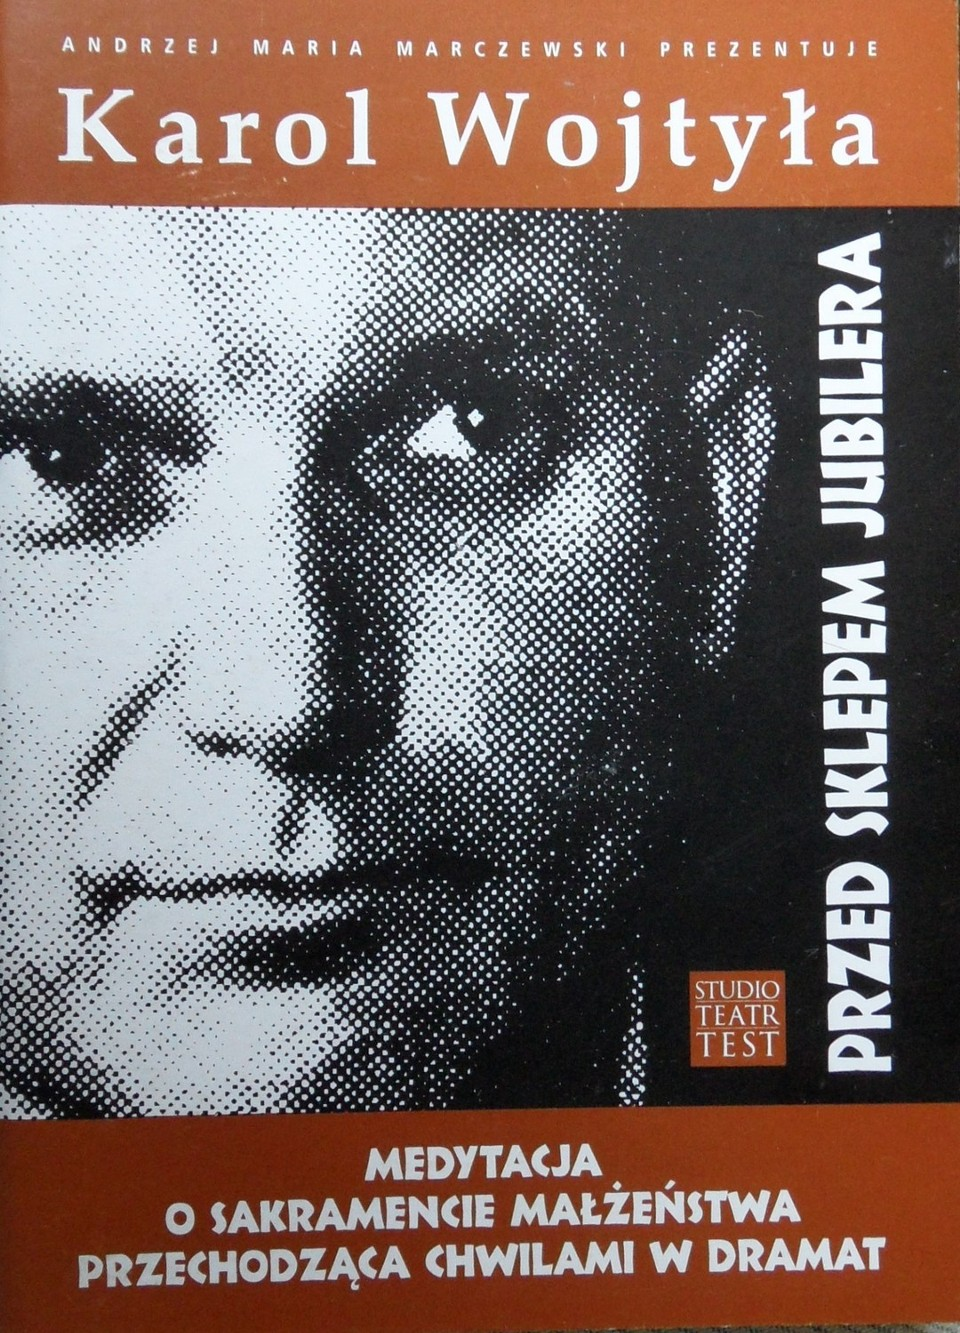 ANDRZEJ MARIA MARCZEWSKI PREZENTUJE
Karol Wojtyła
PRZED SKLEPEM JUBILERA
STUDIO
TEATR
TEST
MEDYTACJA
O SAKRAMENCIE MAŁŻEŃSTWA
PRZECHODZĄCA CHWILAMI W DRAMAT